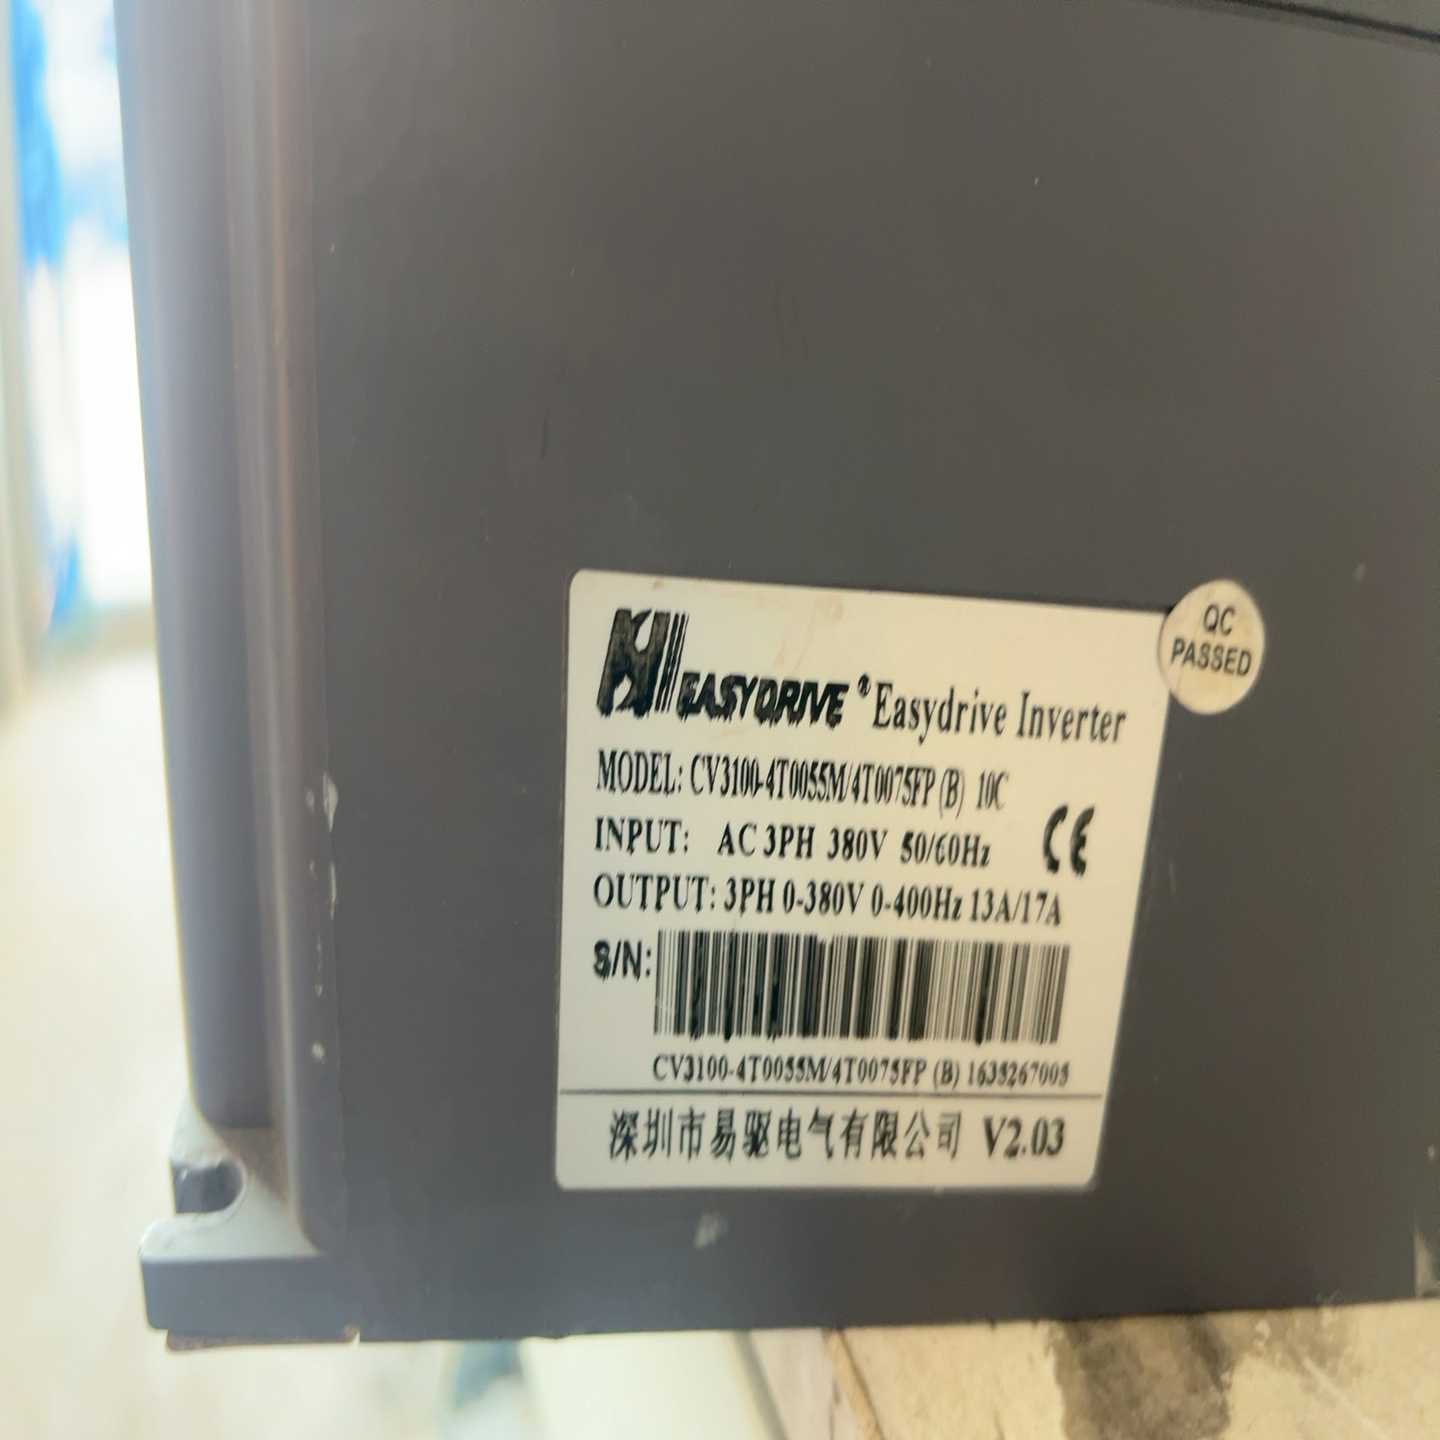 EASYDRIVE® Easydrive Inverter
QC
PASSED
MODEL: CV3100-4T0055M/4T0075FP (B) 10C
INPUT: AC 3PH 380V 50/60Hz
CE
OUTPUT: 3PH 0-380V 0-400Hz 13A/17A
S/N:
CV3100-4T0055M/4T0075FP (B) 1635267005
深圳市易驱电气有限公司 V2.03